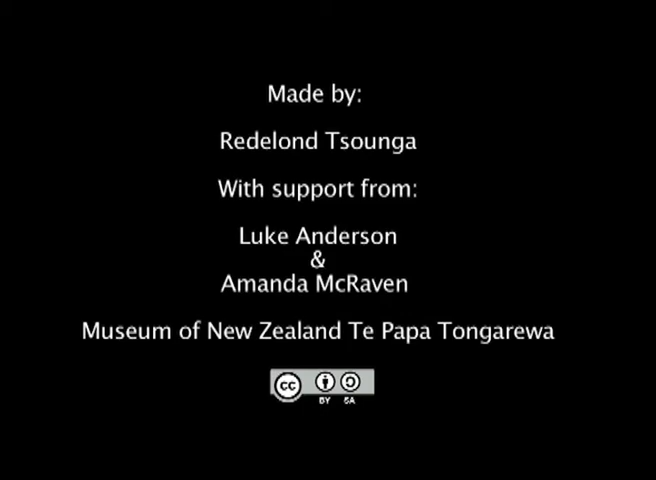 Made by:
Redelond Tsounga
With support from:
Luke Anderson
&
Amanda McRaven
Museum of New Zealand Te Papa Tongarewa
cc
BY SA